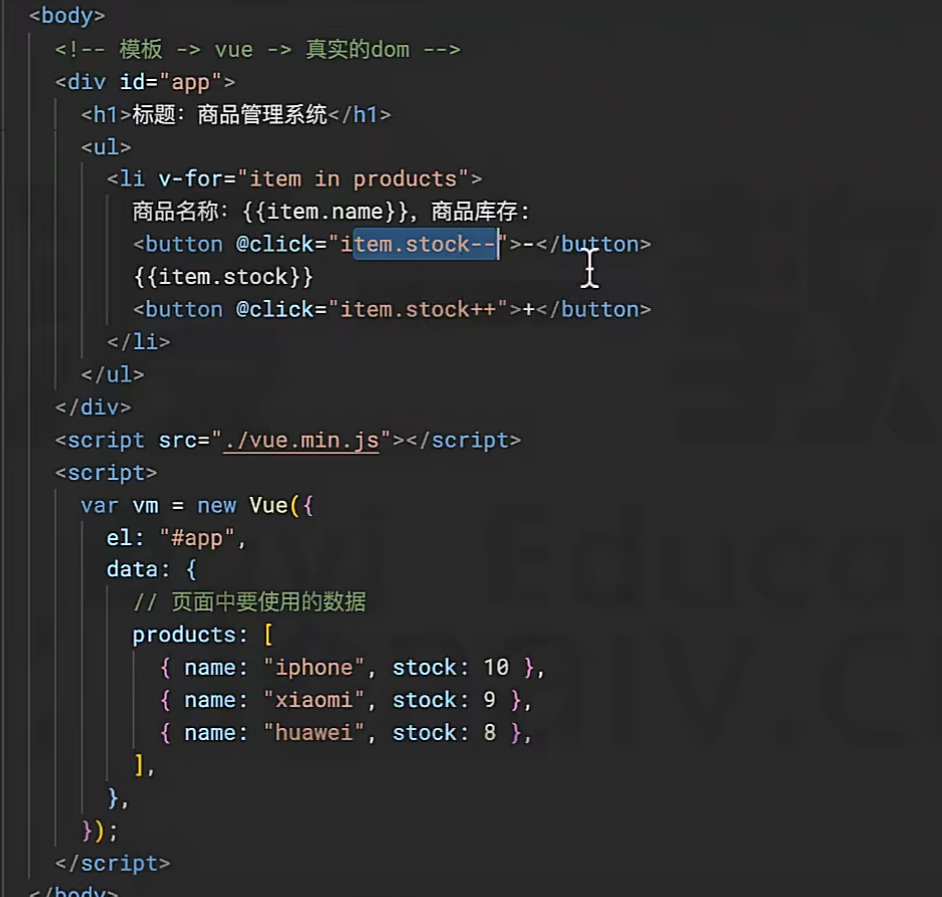 <body>
<!-- 模板 -> vue -> 真实的dom -->
<div id="app">
<h1>标题：商品管理系统</h1>
<ul>
<li v-for="item in products">
商品名称：{{item.name}}，商品库存：
<button @click="item.stock--">-</button>
{{item.stock}}
<button @click="item.stock++">+</button>
</li>
</ul>
</div>
<script src="./vue.min.js"></script>
<script>
var vm = new Vue({
el: "#app",
data: {
// 页面中要使用的数据
products: [
{ name: "iphone", stock: 10 },
{ name: "xiaomi", stock: 9 },
{ name: "huawei", stock: 8 },
],
},
});
</script>
</body>